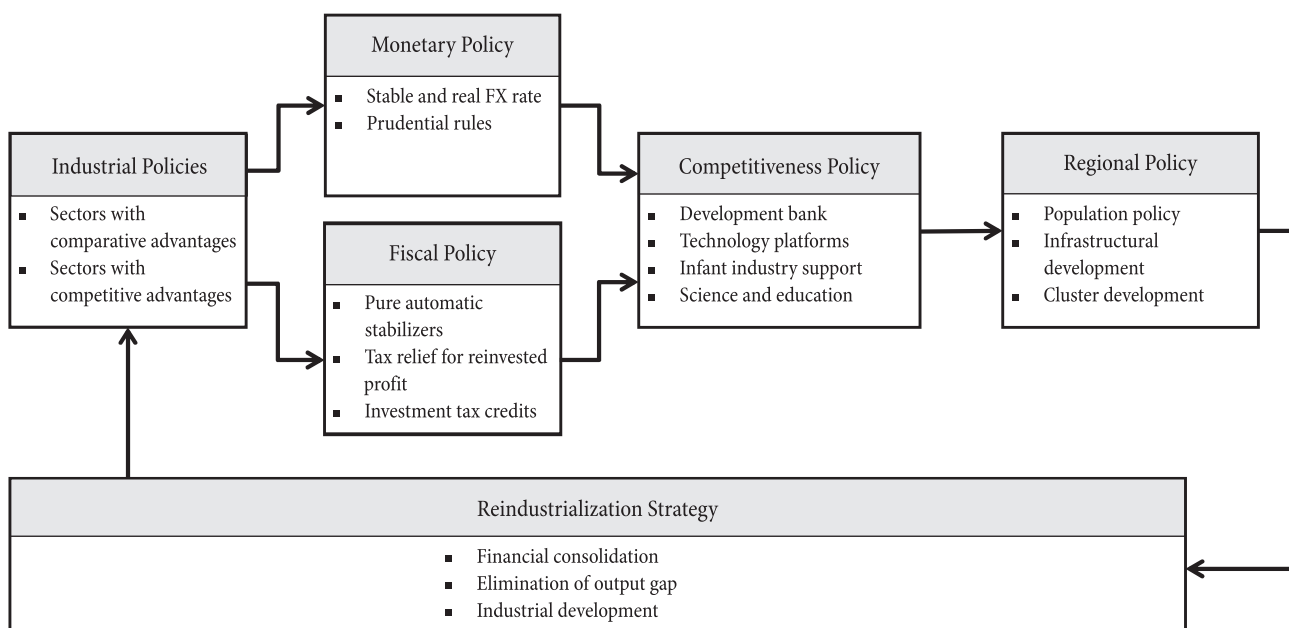 Monetary Policy
▪ Stable and real FX rate
▪ Prudential rules
Industrial Policies
▪ Sectors with
comparative advantages
▪ Sectors with
competitive advantages
Fiscal Policy
▪ Pure automatic
stabilizers
▪ Tax relief for reinvested
profit
▪ Investment tax credits
Competitiveness Policy
▪ Development bank
▪ Technology platforms
▪ Infant industry support
▪ Science and education
Regional Policy
▪ Population policy
▪ Infrastructural
development
▪ Cluster development
Reindustrialization Strategy
▪ Financial consolidation
▪ Elimination of output gap
▪ Industrial development